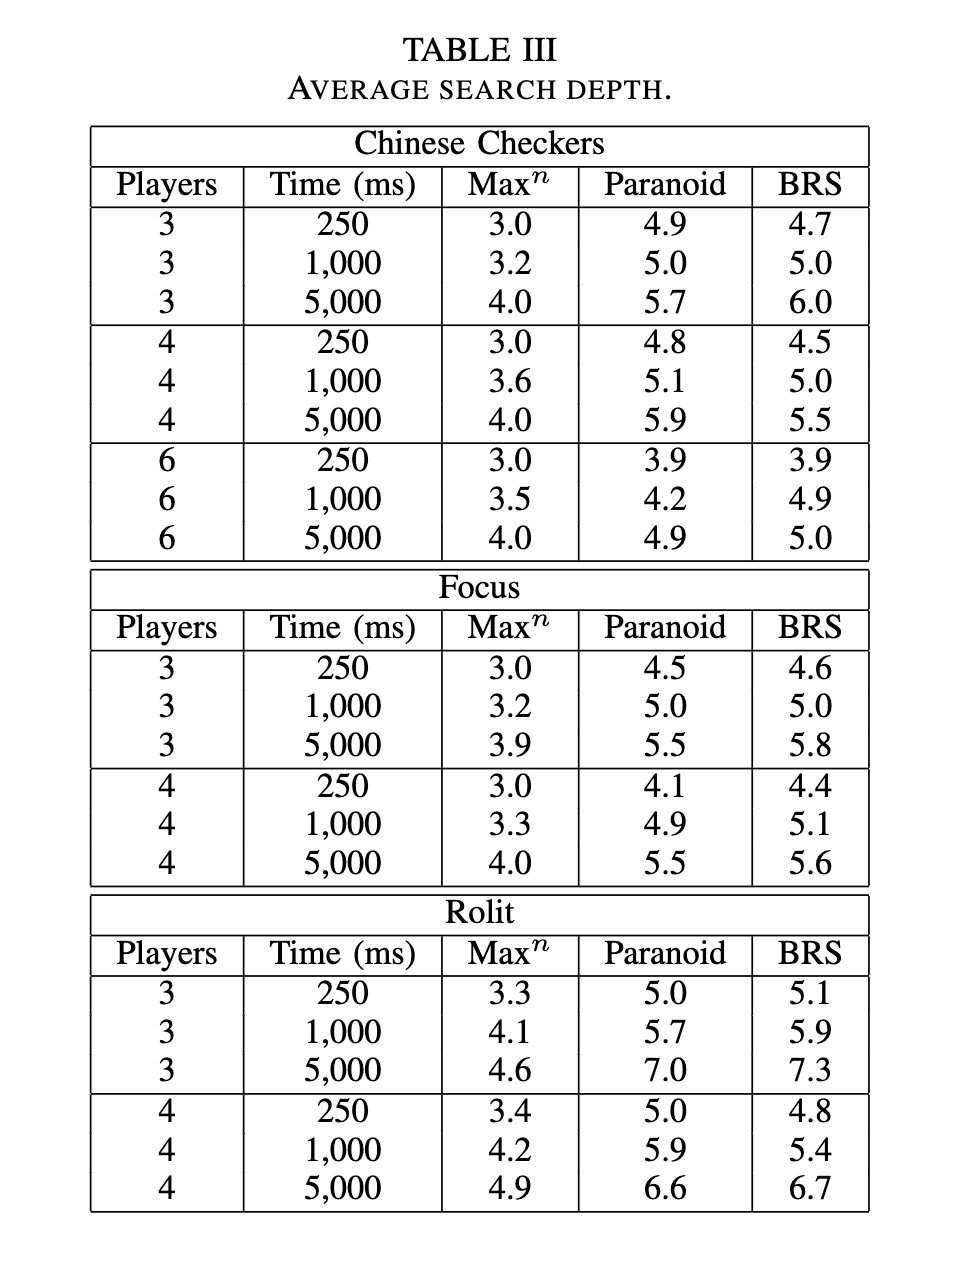 TABLE III
AVERAGE SEARCH DEPTH.
Chinese Checkers
Players Time (ms) Maxⁿ Paranoid BRS
3 250 3.0 4.9 4.7
3 1,000 3.2 5.0 5.0
3 5,000 4.0 5.7 6.0
4 250 3.0 4.8 4.5
4 1,000 3.6 5.1 5.0
4 5,000 4.0 5.9 5.5
6 250 3.0 3.9 3.9
6 1,000 3.5 4.2 4.9
6 5,000 4.0 4.9 5.0
Focus
Players Time (ms) Maxⁿ Paranoid BRS
3 250 3.0 4.5 4.6
3 1,000 3.2 5.0 5.0
3 5,000 3.9 5.5 5.8
4 250 3.0 4.1 4.4
4 1,000 3.3 4.9 5.1
4 5,000 4.0 5.5 5.6
Rolit
Players Time (ms) Maxⁿ Paranoid BRS
3 250 3.3 5.0 5.1
3 1,000 4.1 5.7 5.9
3 5,000 4.6 7.0 7.3
4 250 3.4 5.0 4.8
4 1,000 4.2 5.9 5.4
4 5,000 4.9 6.6 6.7